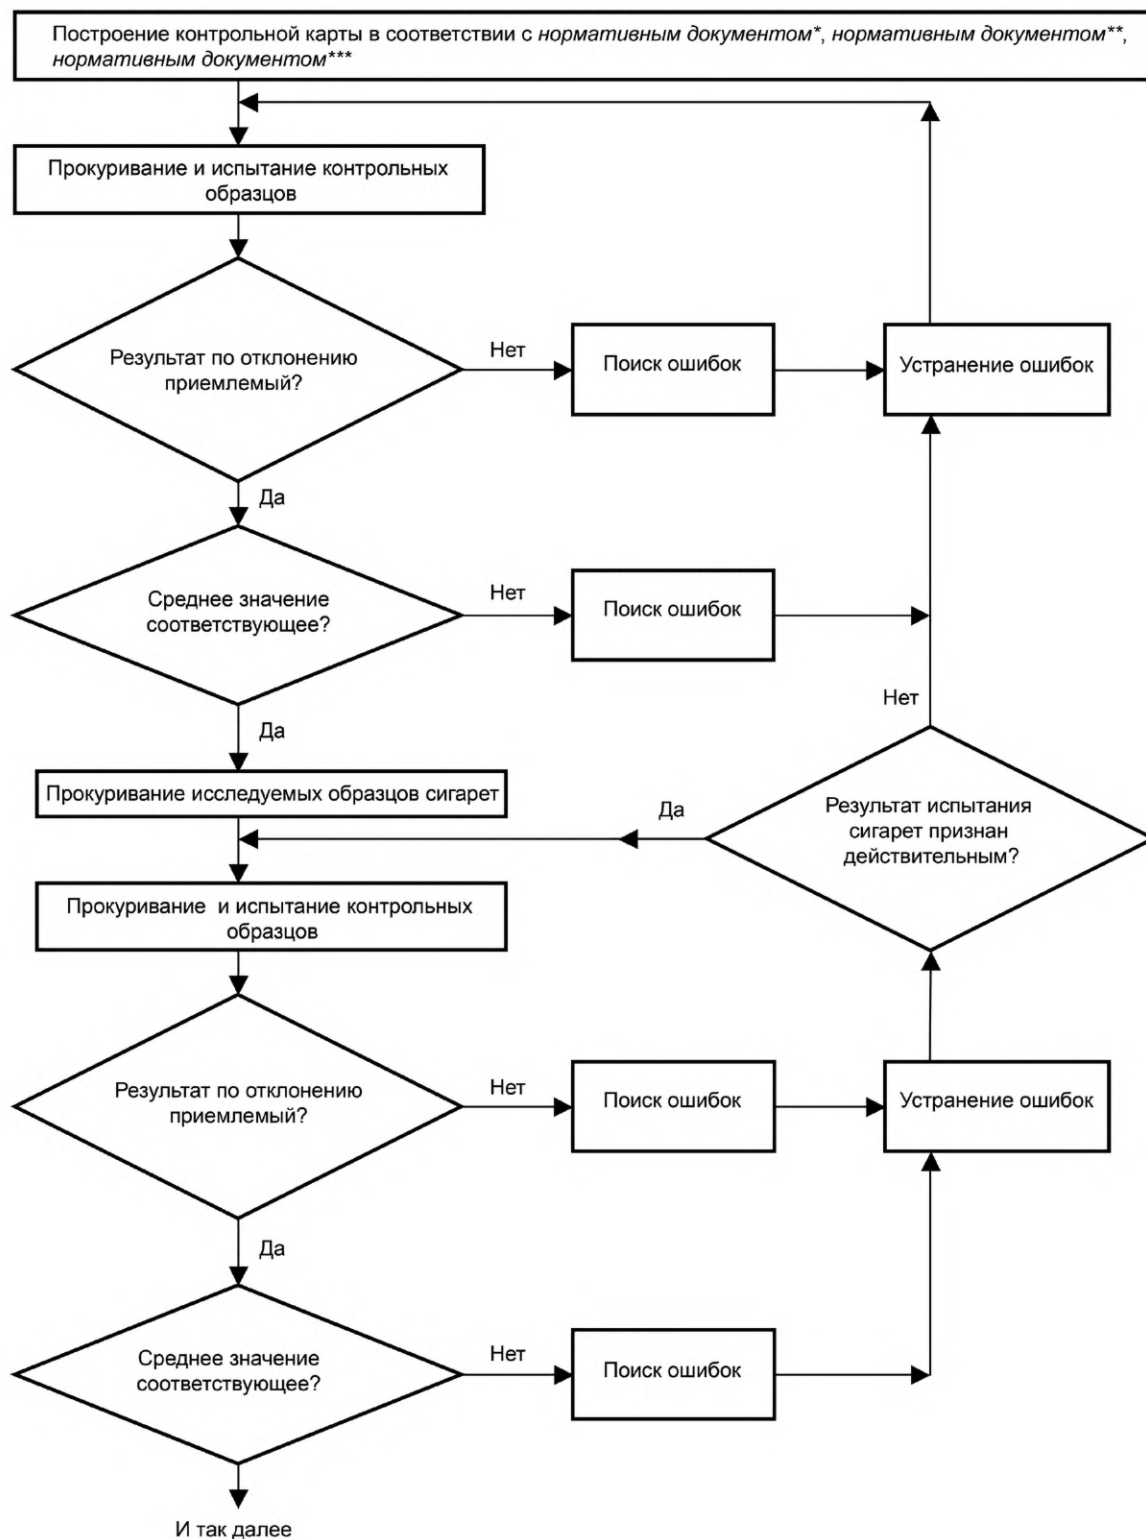 Построение контрольной карты в соответствии с нормативным документом*, нормативным документом**,
нормативным документом***
Прокуривание и испытание контрольных
образцов
Результат по отклонению
приемлемый?
Нет
Поиск ошибок
Устранение ошибок
Да
Среднее значение
соответствующее?
Нет
Поиск ошибок
Нет
Да
Прокуривание исследуемых образцов сигарет
Да
Результат испытания
сигарет признан
действительным?
Прокуривание и испытание контрольных
образцов
Результат по отклонению
приемлемый?
Нет
Поиск ошибок
Устранение ошибок
Да
Среднее значение
соответствующее?
Нет
Поиск ошибок
И так далее